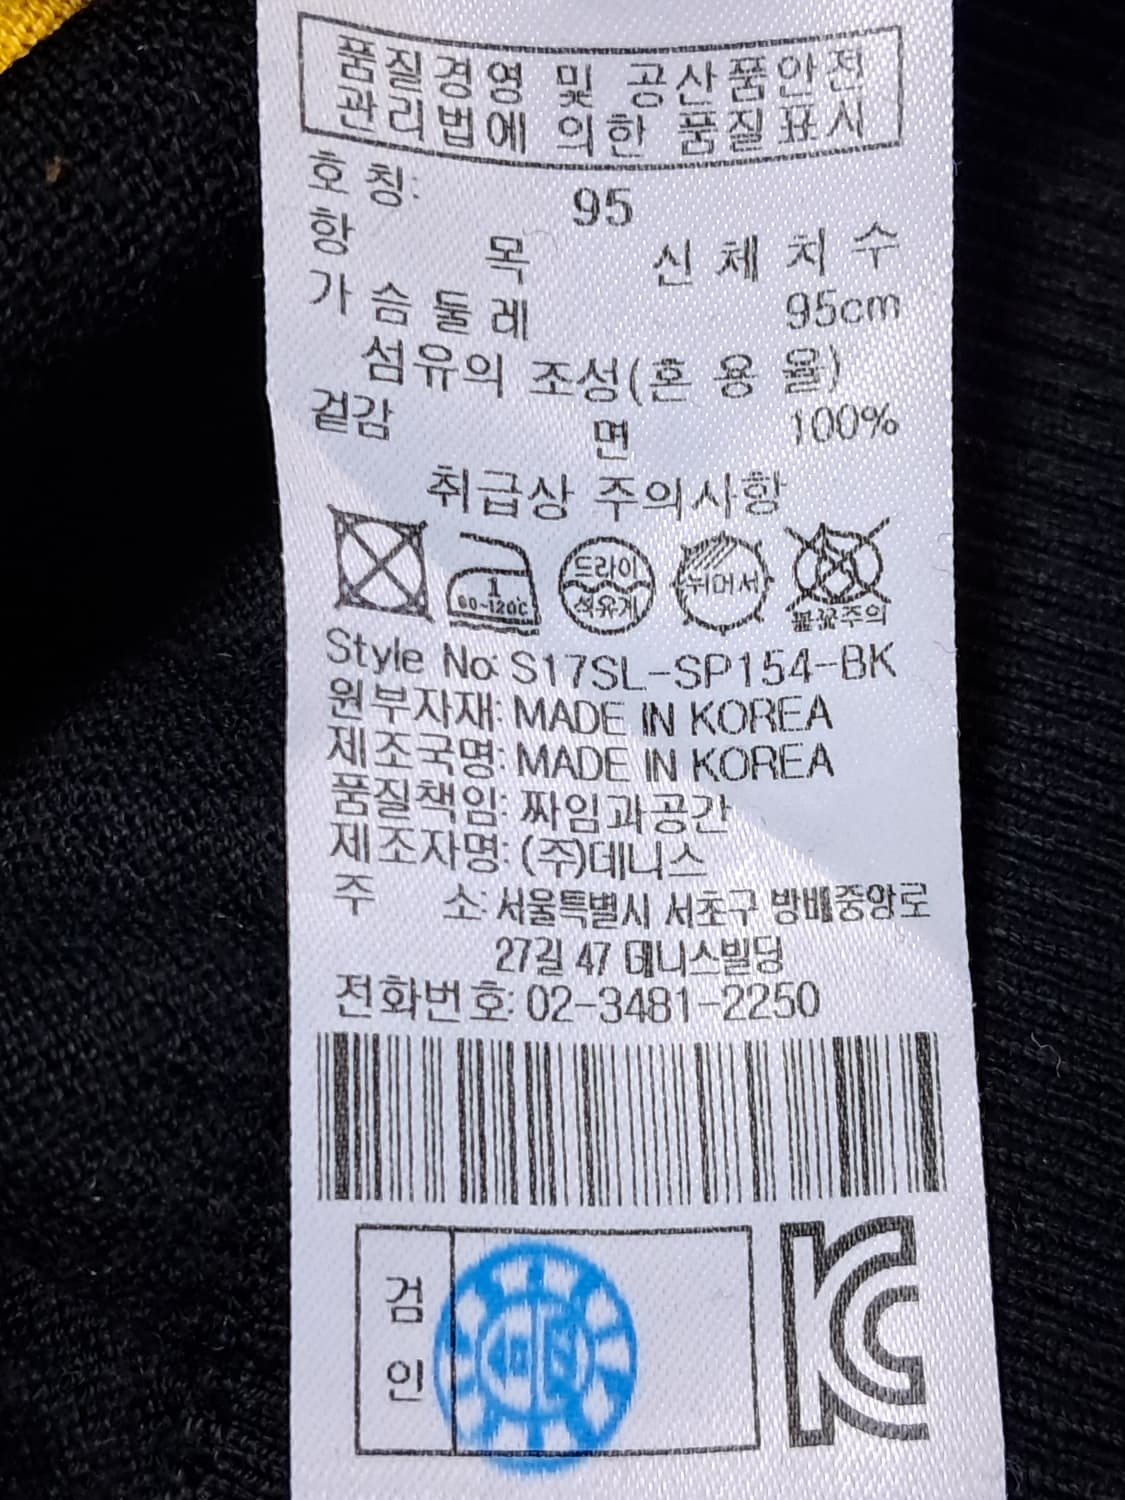 품질경영 및 공산품안전
관리법에 의한 품질표시
호 칭: 95
항 목 신 체 치 수
가 슴 둘 레 95cm
섬유의 조성(혼 용 율)
겉감 면 100%
취급상 주의사항
1 80~120C 드라이 석유계 뉘어서 불꽃주의
Style No: S17SL-SP154-BK
원부자재: MADE IN KOREA
제조국명: MADE IN KOREA
품질책임: 짜임과공간
제조자명: (주)데니스
주 소: 서울특별시 서초구 방배중앙로
27길 47 데니스빌딩
전화번호: 02-3481-2250
검
인
KC